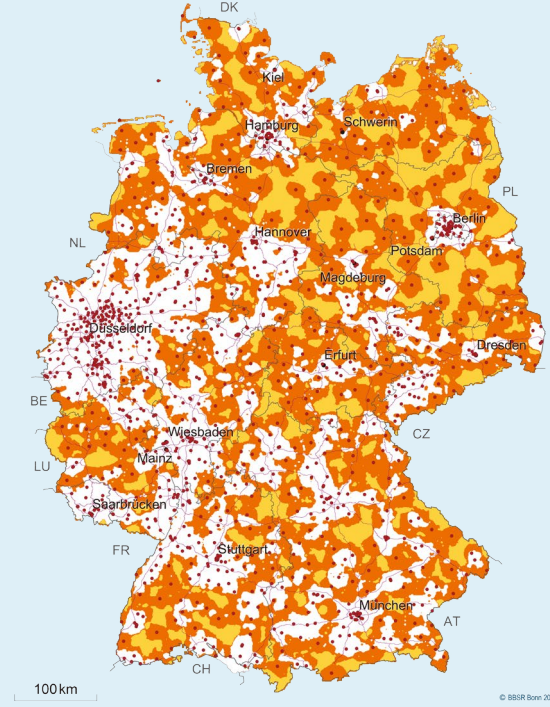 DK
Kiel
Hamburg
Schwerin
Bremen
PL
Berlin
NL
Hannover
Potsdam
Magdeburg
Düsseldorf
Erfurt
Dresden
BE
Wiesbaden
CZ
Mainz
LU
Saarbrücken
FR
Stuttgart
München
AT
CH
100 km
© BBSR Bonn 20